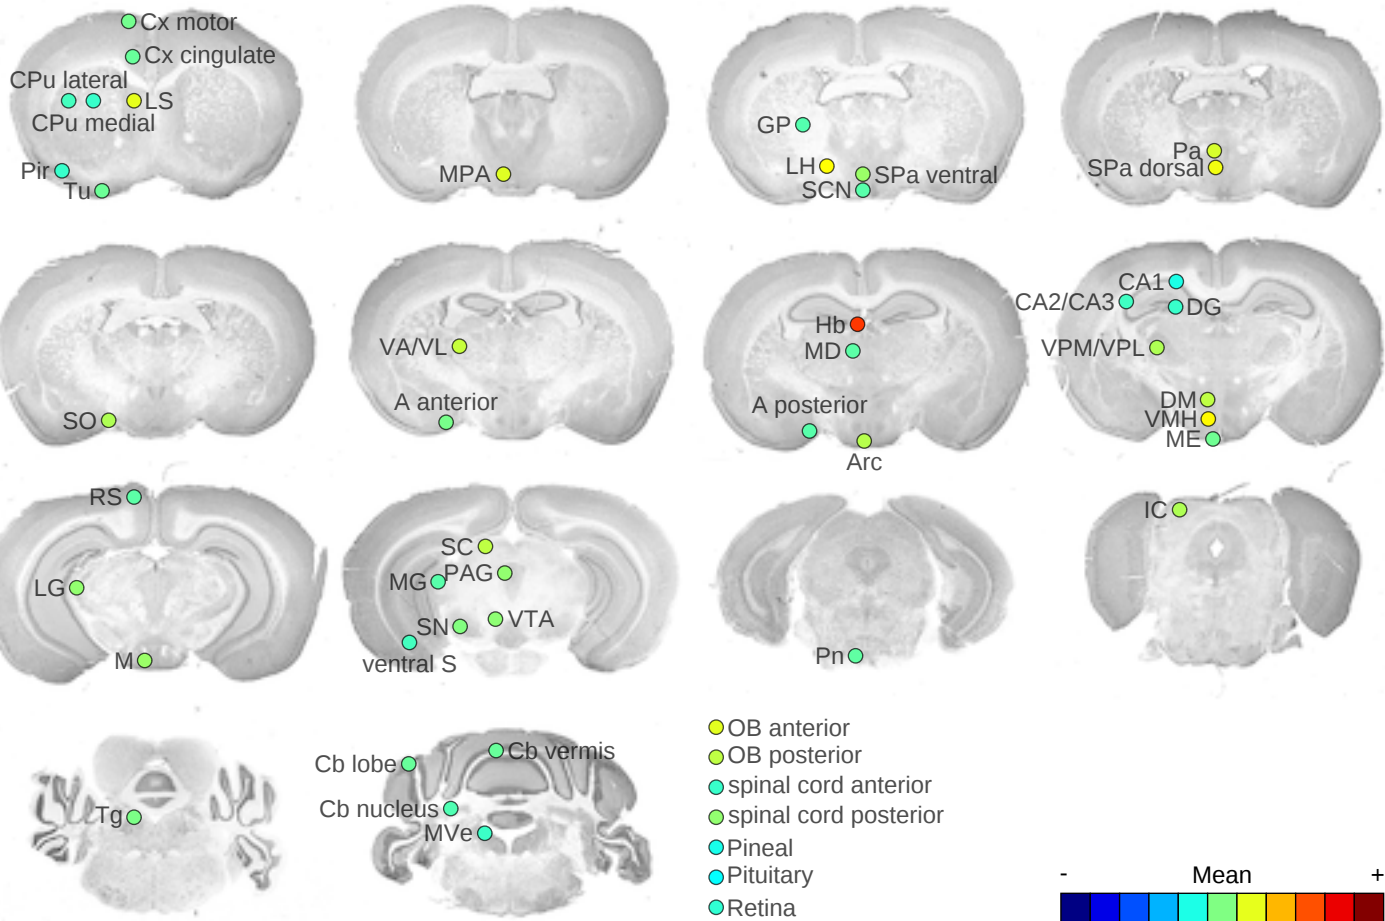 Cx motor
Cx cingulate
CPu lateral
LS
CPu medial
Pir
Tu
MPA
GP
LH
SPa ventral
SCN
Pa
SPa dorsal
SO
VA/VL
A anterior
Hb
MD
A posterior
Arc
CA1
CA2/CA3
DG
VPM/VPL
DM
VMH
ME
RS
LG
M
SC
MG
PAG
SN
VTA
ventral S
Pn
IC
Tg
Cb lobe
Cb vermis
Cb nucleus
MVe
OB anterior
OB posterior
spinal cord anterior
spinal cord posterior
Pineal
Pituitary
Retina
- Mean +